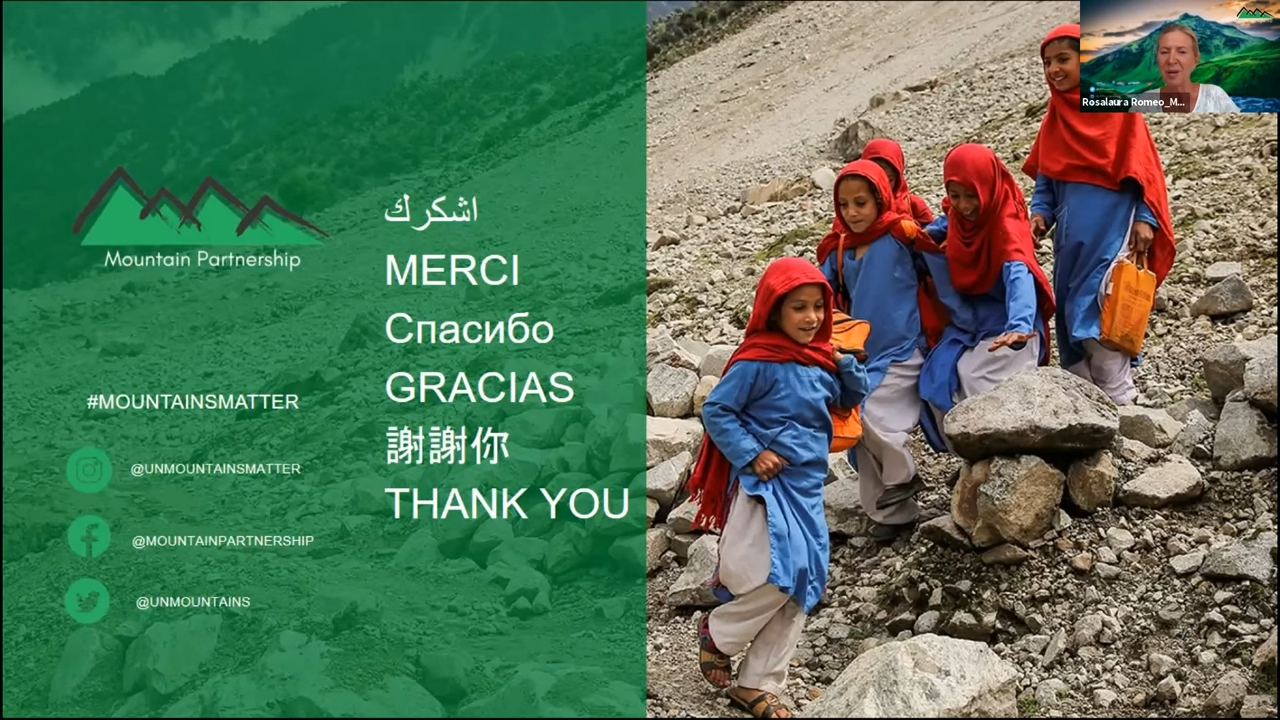 Mountain Partnership
#MOUNTAINSMATTER
@UNMOUNTAINSMATTER
@MOUNTAINPARTNERSHIP
@UNMOUNTAINS
اشكرك
MERCI
Спасибо
GRACIAS
謝謝你
THANK YOU
Rosalaura Romeo_M...